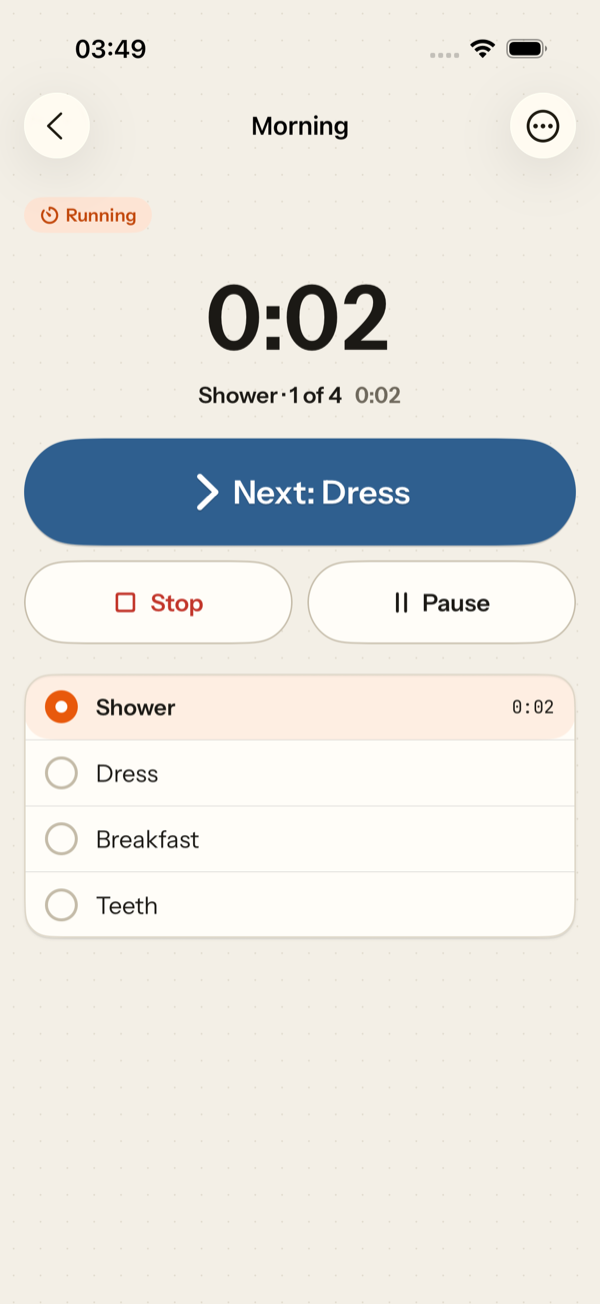 03:49
Morning
Running
0:02
Shower · 1 of 4 0:02
Next: Dress
Stop
Pause
Shower 0:02
Dress
Breakfast
Teeth